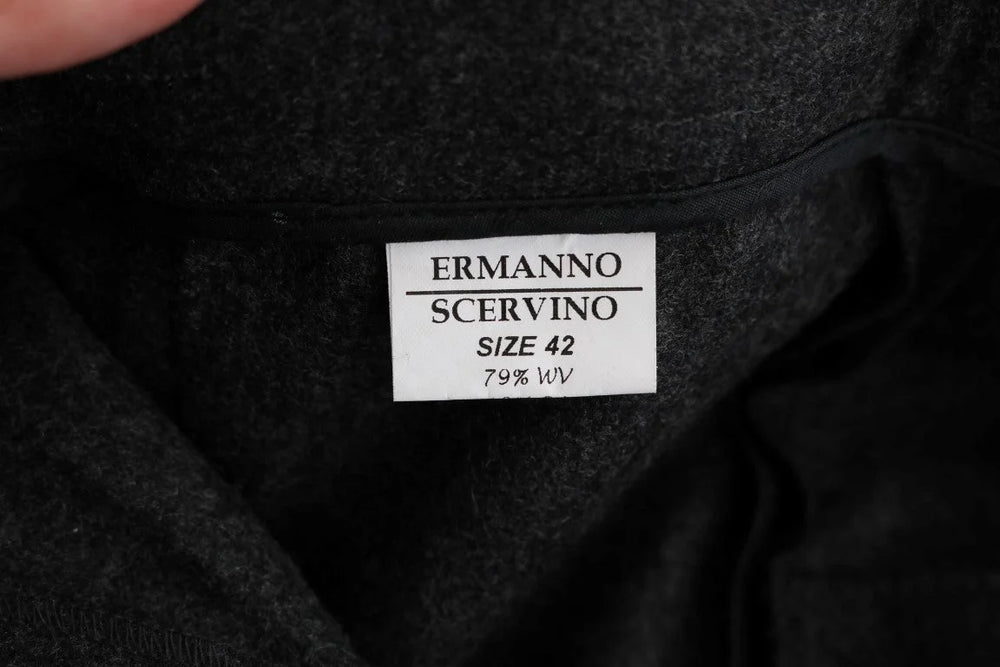 ERMANNO
SCERVINO
SIZE 42
79% WV